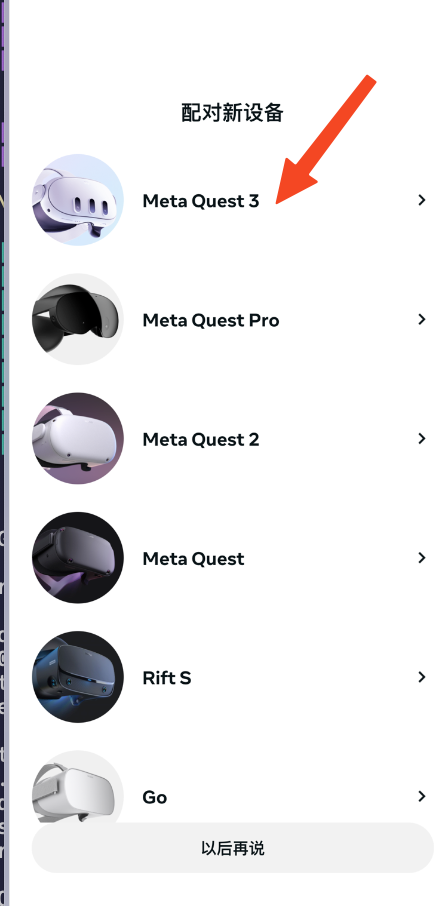 配对新设备
Meta Quest 3
Meta Quest Pro
Meta Quest 2
Meta Quest
Rift S
Go
以后再说